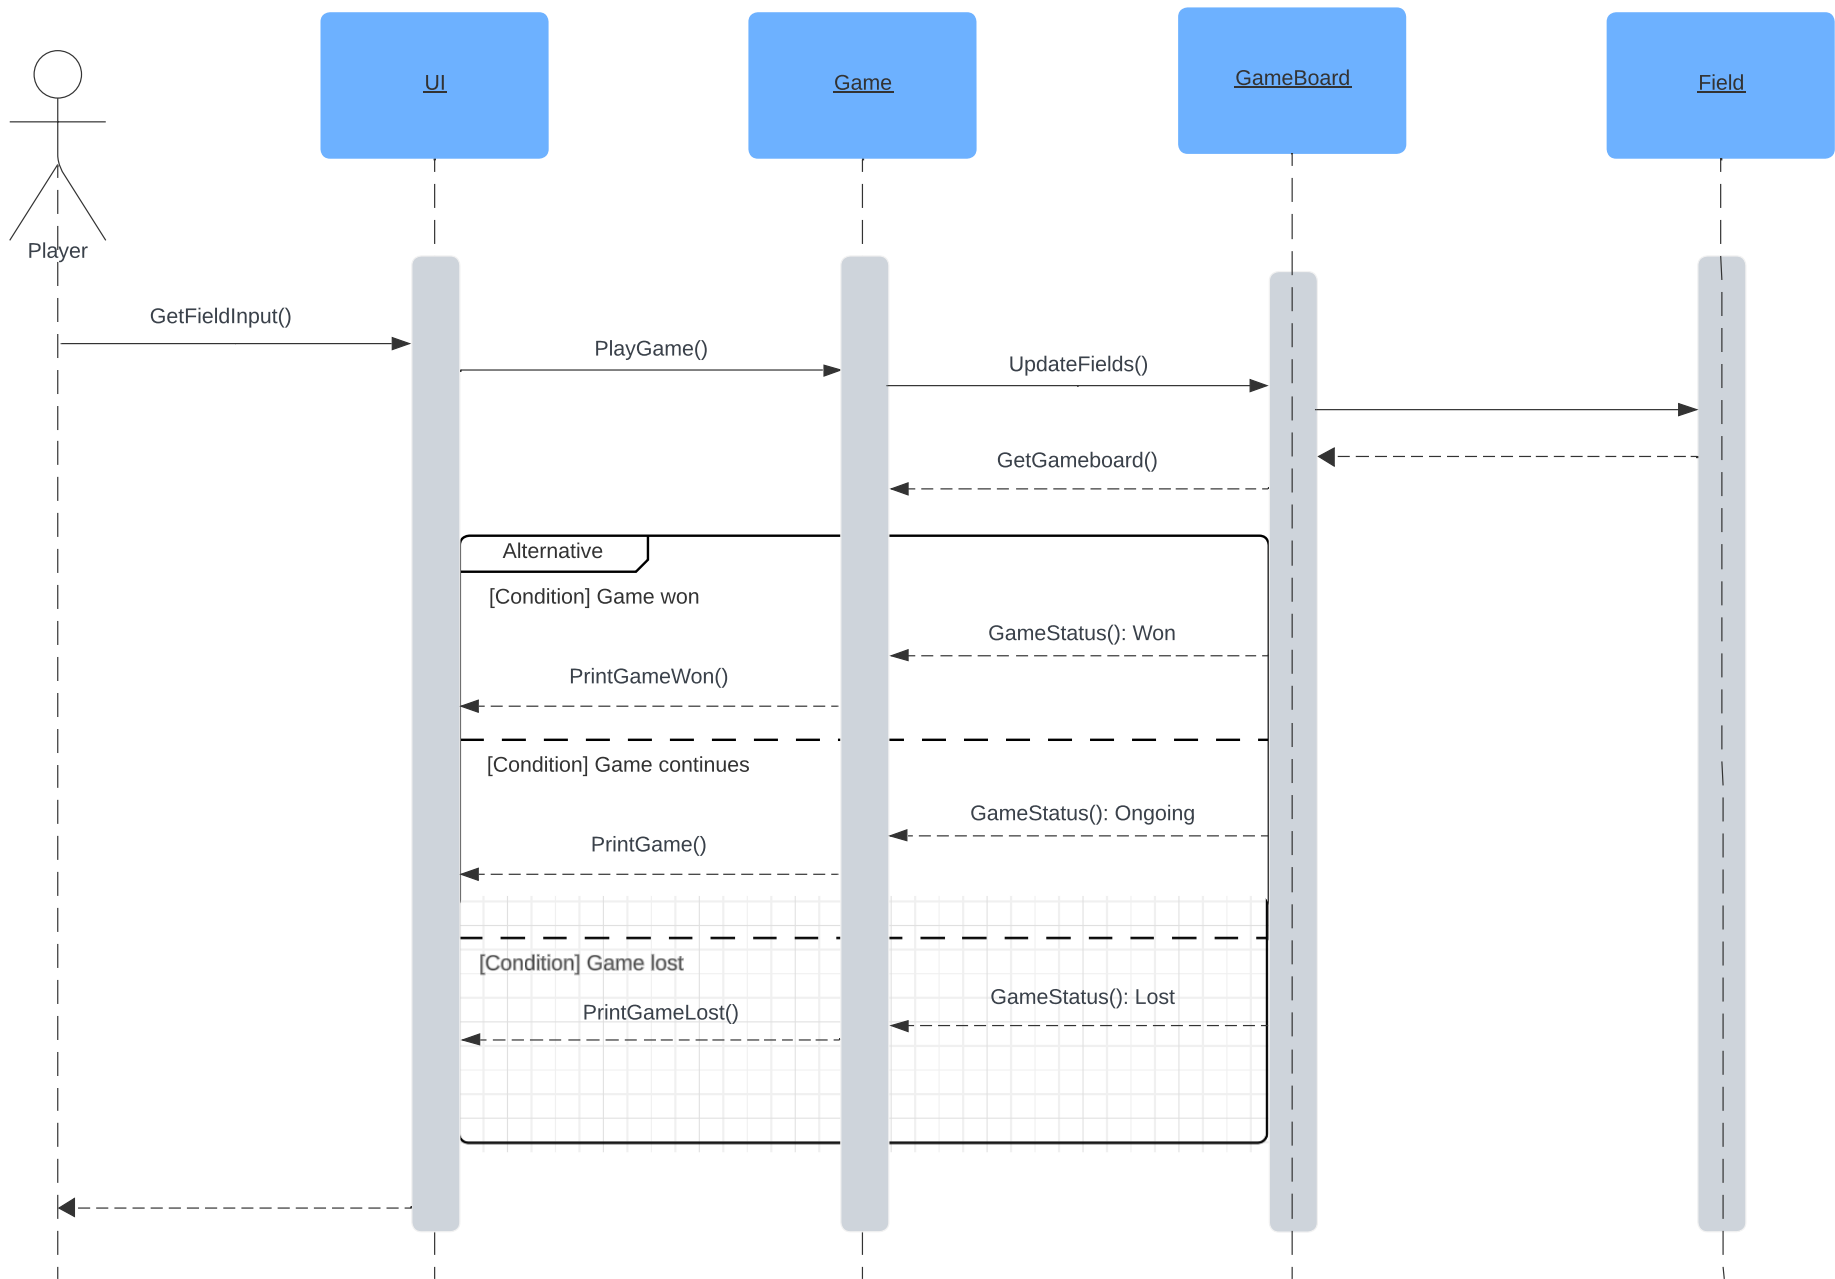 UI
Game
GameBoard
Field
Player
GetFieldInput()
PlayGame()
UpdateFields()
GetGameboard()
Alternative
[Condition] Game won
GameStatus(): Won
PrintGameWon()
[Condition] Game continues
GameStatus(): Ongoing
PrintGame()
[Condition] Game lost
GameStatus(): Lost
PrintGameLost()